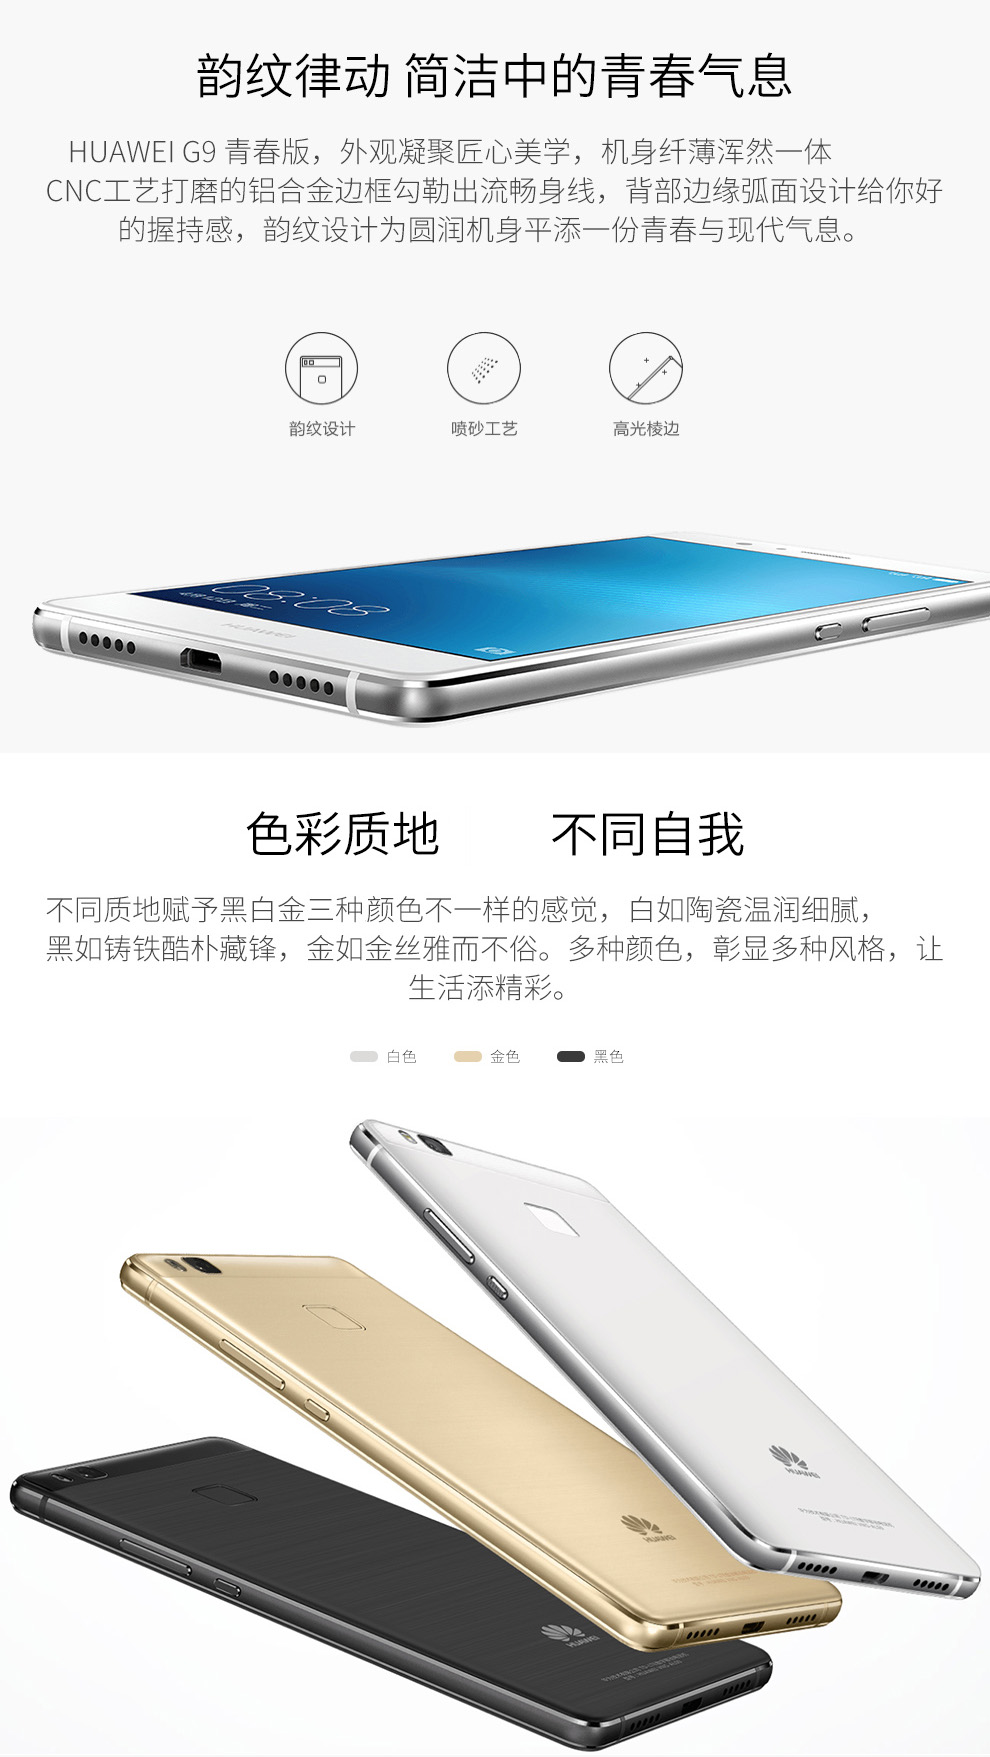 韵纹律动 简洁中的青春气息
HUAWEI G9 青春版，外观凝聚匠心美学，机身纤薄浑然一体
CNC工艺打磨的铝合金边框勾勒出流畅身线，背部边缘弧面设计给你好
的握持感，韵纹设计为圆润机身平添一份青春与现代气息。
韵纹设计 喷砂工艺 高光棱边
08:08
HUAWEI
色彩质地 不同自我
不同质地赋予黑白金三种颜色不一样的感觉，白如陶瓷温润细腻，
黑如铸铁酷朴藏锋，金如金丝雅而不俗。多种颜色，彰显多种风格，让
生活添精彩。
白色 金色 黑色
HUAWEI
HUAWEI
HUAWEI